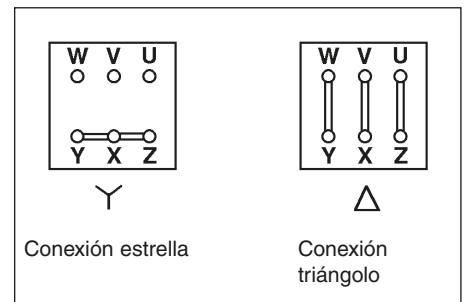 W V U
Y X Z
Conexión estrella
W V U
Y X Z
Conexión
triángulo